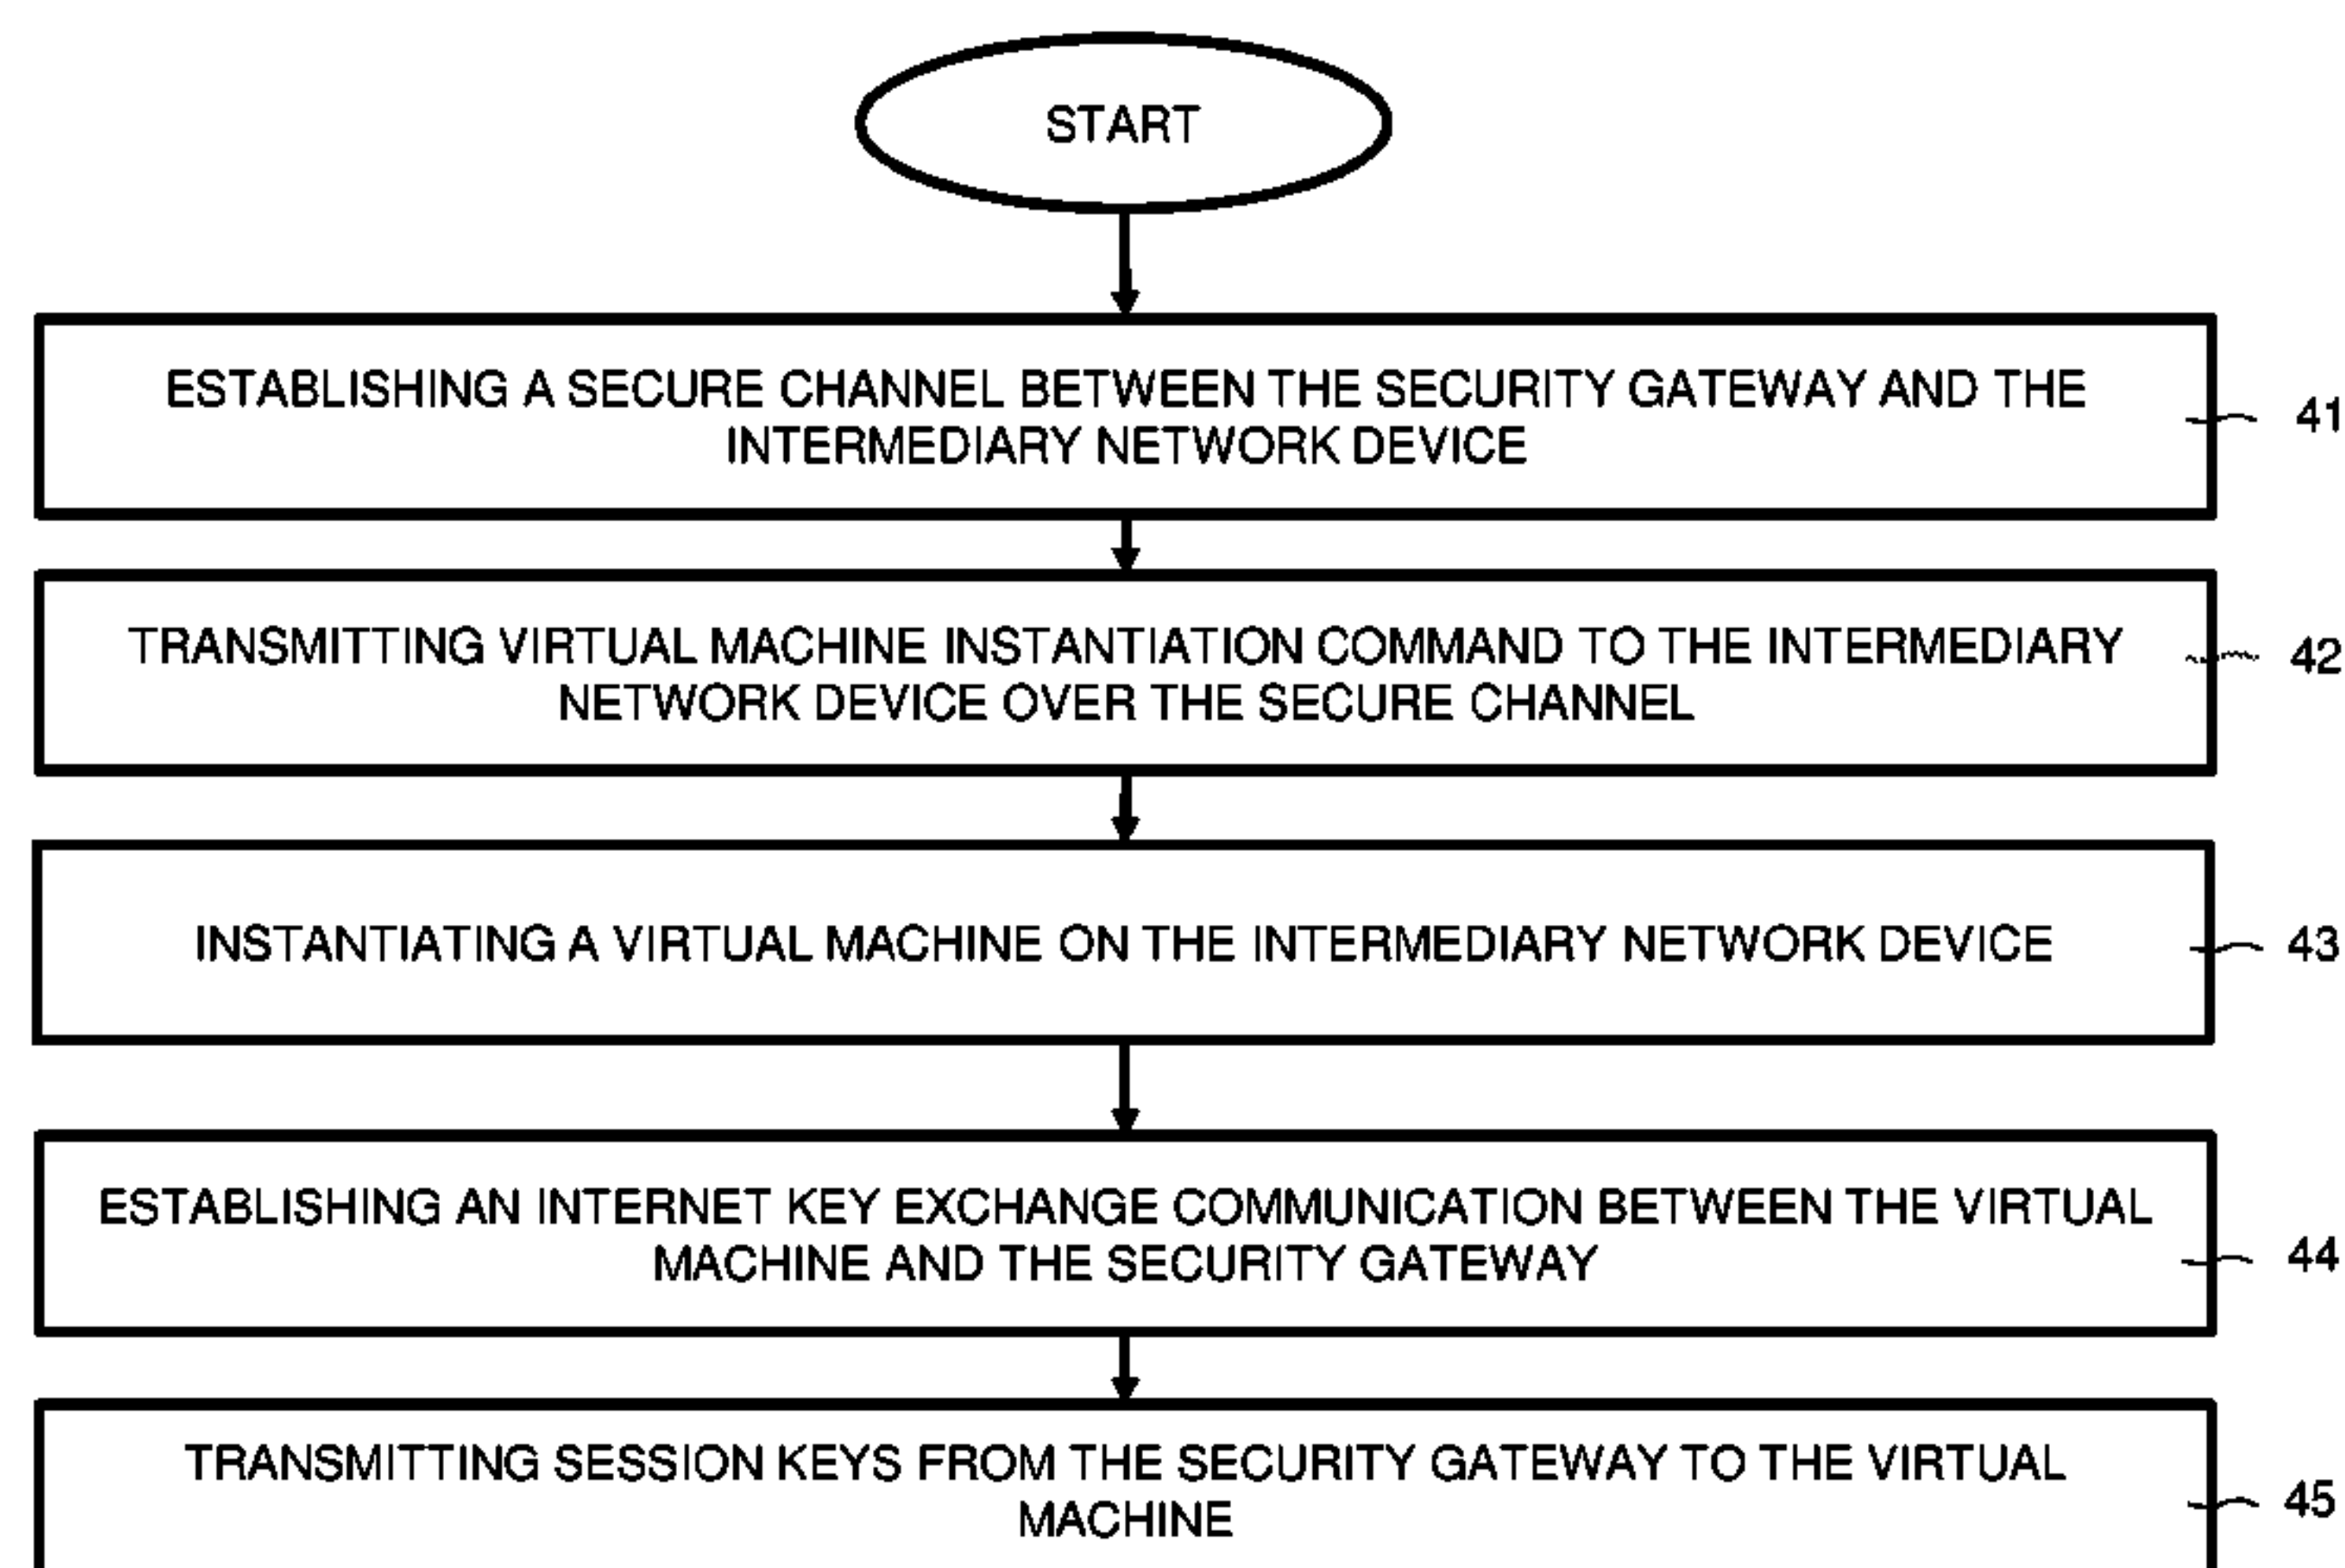 START
ESTABLISHING A SECURE CHANNEL BETWEEN THE SECURITY GATEWAY AND THE
INTERMEDIARY NETWORK DEVICE
41
TRANSMITTING VIRTUAL MACHINE INSTANTIATION COMMAND TO THE INTERMEDIARY
NETWORK DEVICE OVER THE SECURE CHANNEL
42
INSTANTIATING A VIRTUAL MACHINE ON THE INTERMEDIARY NETWORK DEVICE
43
ESTABLISHING AN INTERNET KEY EXCHANGE COMMUNICATION BETWEEN THE VIRTUAL
MACHINE AND THE SECURITY GATEWAY
44
TRANSMITTING SESSION KEYS FROM THE SECURITY GATEWAY TO THE VIRTUAL
MACHINE
45